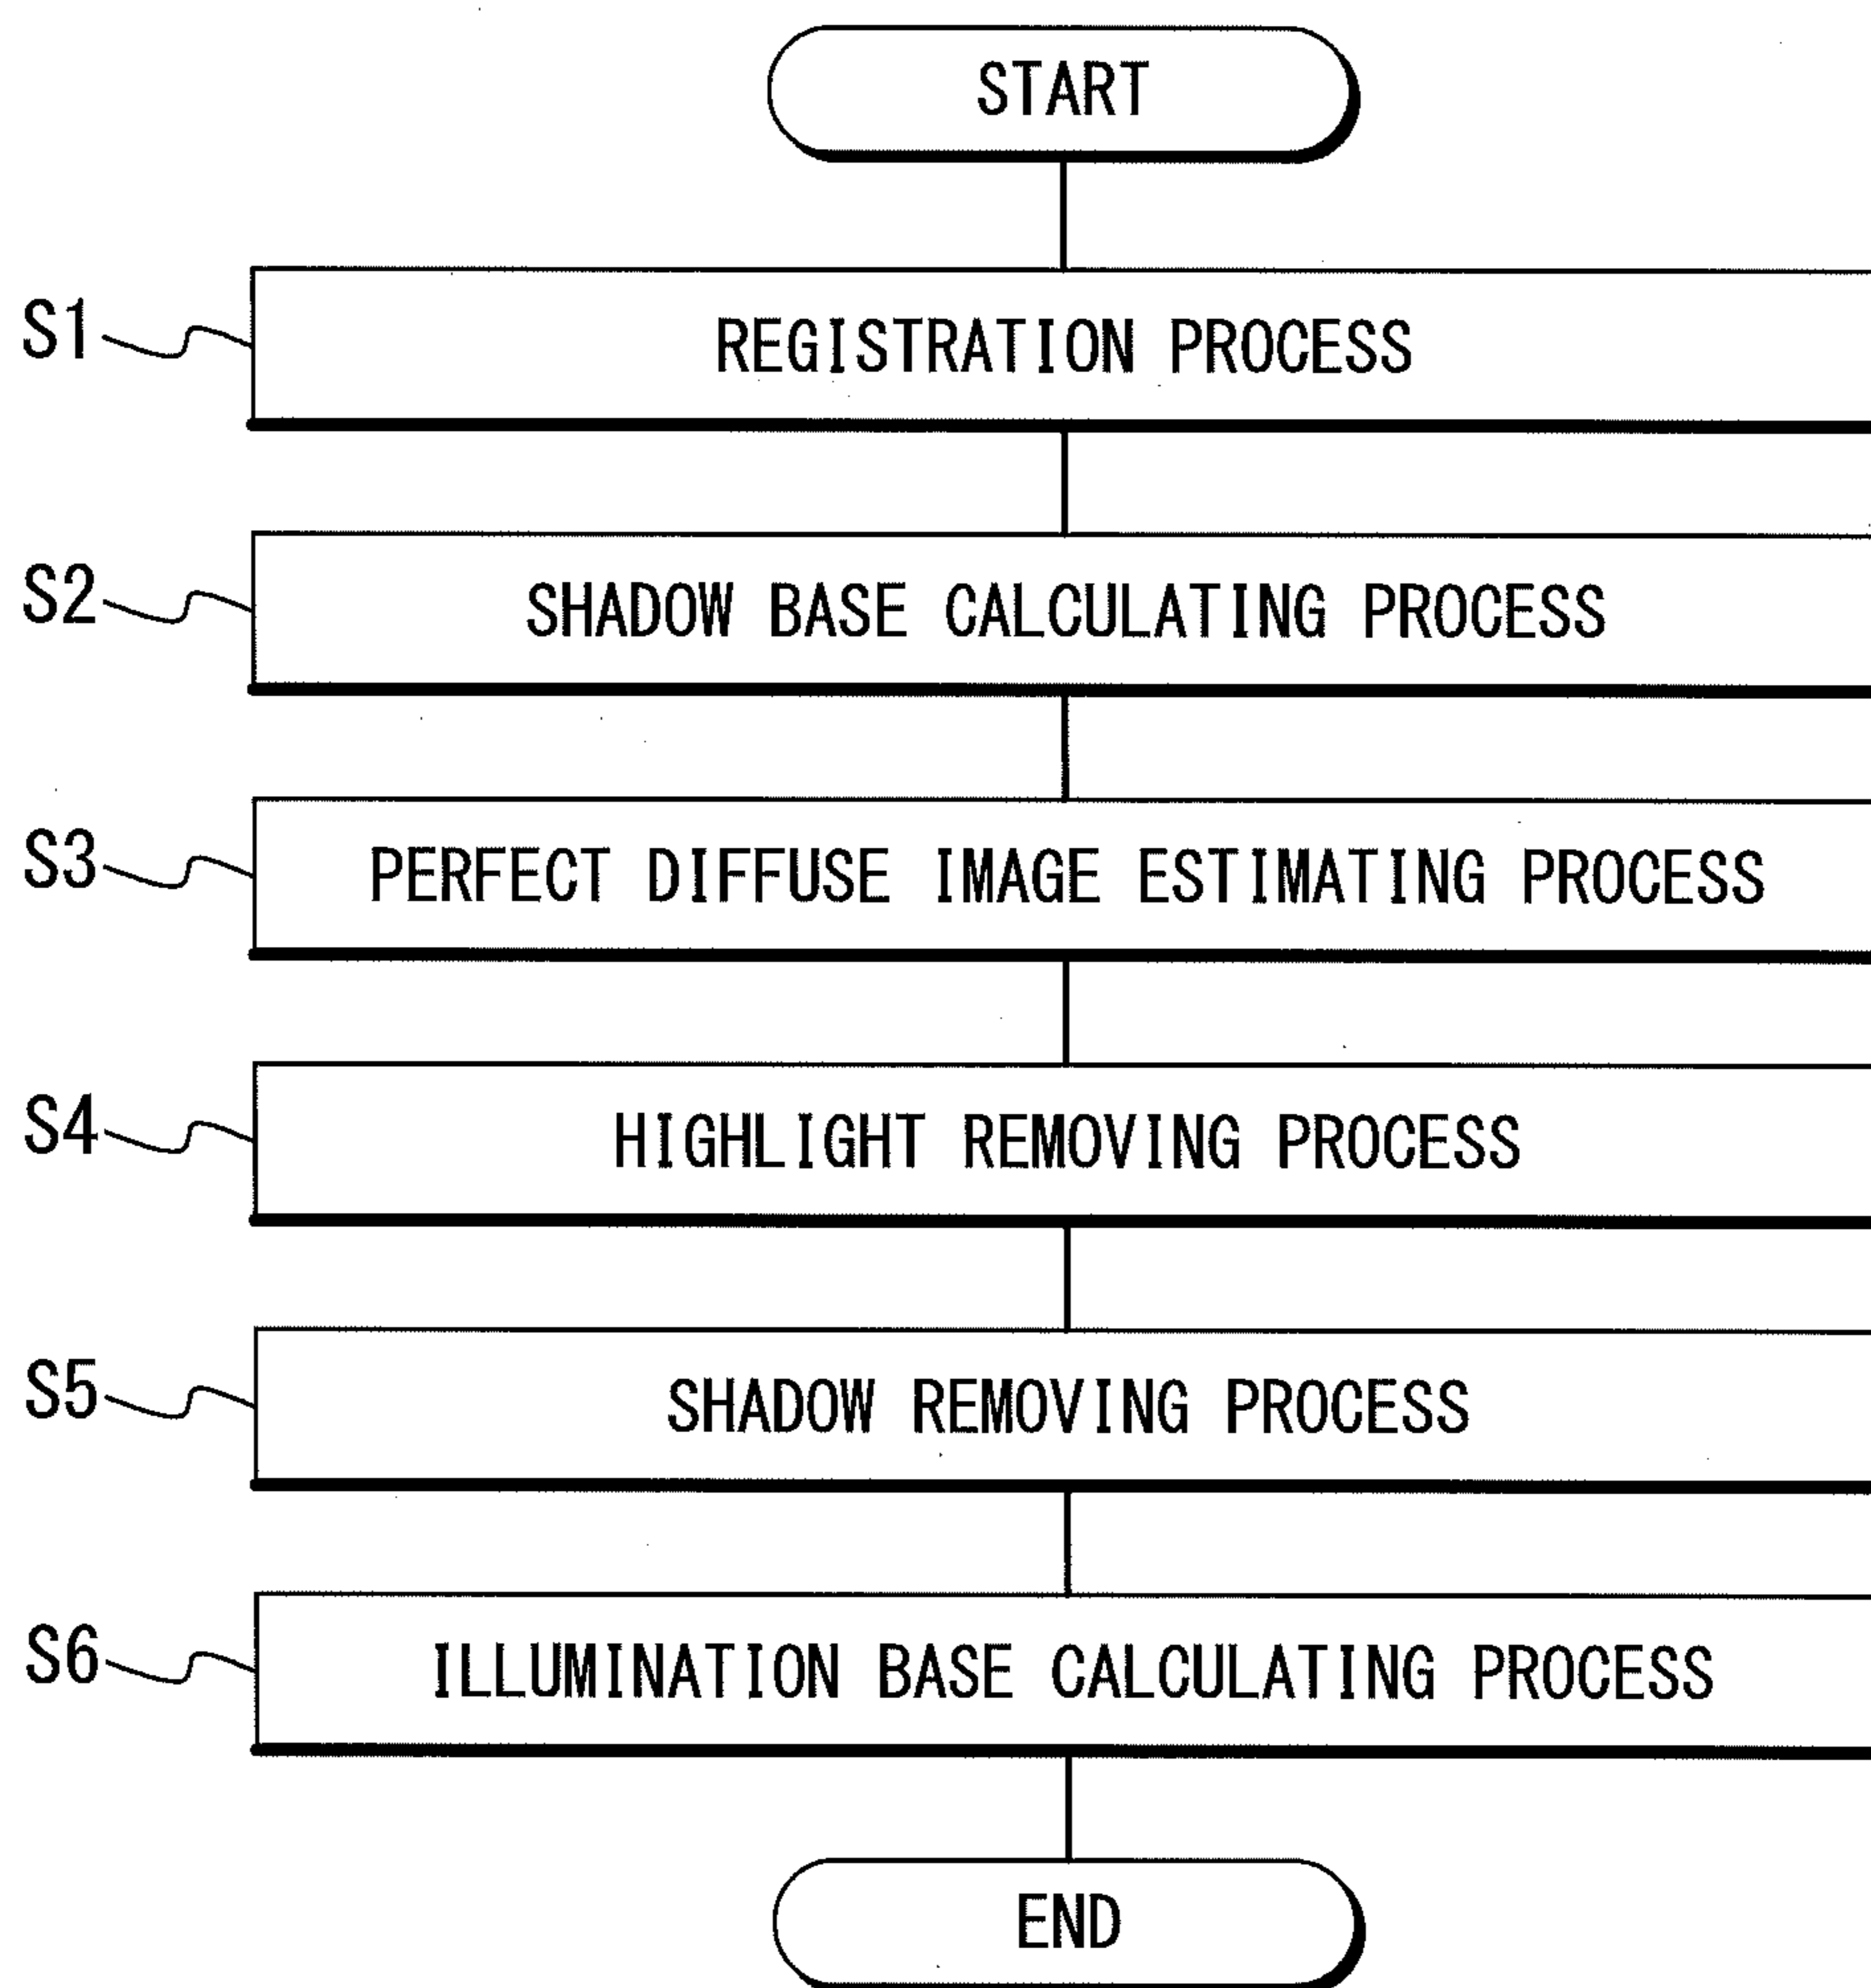 START
S1 REGISTRATION PROCESS
S2 SHADOW BASE CALCULATING PROCESS
S3 PERFECT DIFFUSE IMAGE ESTIMATING PROCESS
S4 HIGHLIGHT REMOVING PROCESS
S5 SHADOW REMOVING PROCESS
S6 ILLUMINATION BASE CALCULATING PROCESS
END